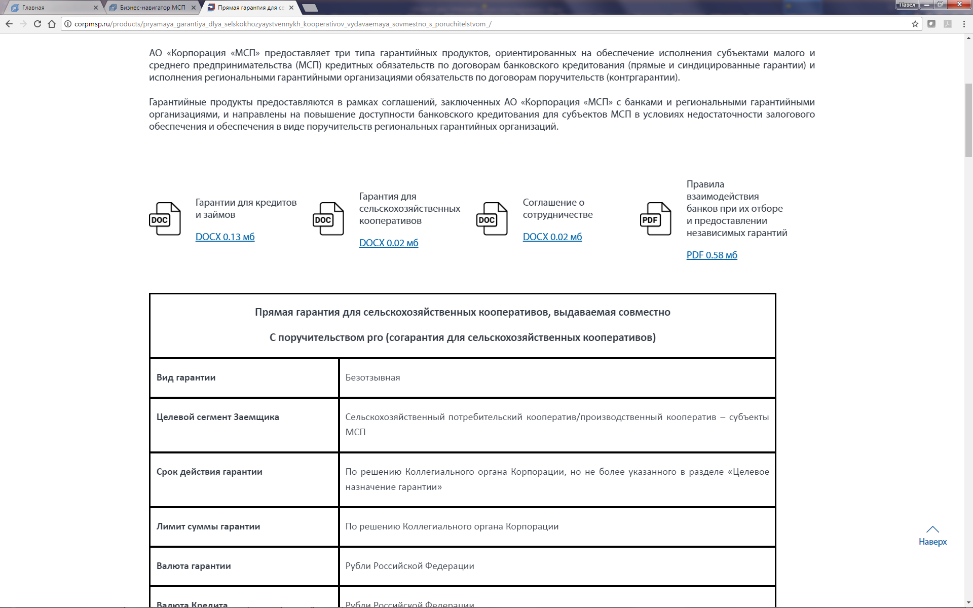 Главная
Бизнес-навигатор МСП
Прямая гарантия для сє
Павел
corpmsp.ru/products/pryamaya_garantiya_dlya_selskokhozyaystvennykh_kooperativov_vydavaemaya_sovmestno_s_poruchitelstvom_/
АО «Корпорация «МСП» предоставляет три типа гарантийных продуктов, ориентированных на обеспечение исполнения субъектами малого и
среднего предпринимательства (МСП) кредитных обязательств по договорам банковского кредитования (прямые и синдицированные гарантии) и
исполнения региональными гарантийными организациями обязательств по договорам поручительств (контргарантии).
Гарантийные продукты предоставляются в рамках соглашений, заключенных АО «Корпорация «МСП» с банками и региональными гарантийными
организациями, и направлены на повышение доступности банковского кредитования для субъектов МСП в условиях недостаточности залогового
обеспечения и обеспечения в виде поручительств региональных гарантийных организаций.
DOC
Гарантии для кредитов
и займов
DOCX 0.13 мб
DOC
Гарантия для
сельскохозяйственных
кооперативов
DOCX 0.02 мб
DOC
Соглашение о
сотрудничестве
DOCX 0.02 мб
PDF
Правила
взаимодействия
банков при их отборе
и предоставлении
независимых гарантий
PDF 0.58 мб
Прямая гарантия для сельскохозяйственных кооперативов, выдаваемая совместно
С поручительством рго (согарантия для сельскохозяйственных кооперативов)
Вид гарантии
Безотзывная
Целевой сегмент Заемщика
Сельскохозяйственный потребительский кооператив/производственный кооператив – субъекты
МСП
Срок действия гарантии
По решению Коллегиального органа Корпорации, но не более указанного в разделе «Целевое
назначение гарантии»
Лимит суммы гарантии
По решению Коллегиального органа Корпорации
Валюта гарантии
Рубли Российской Федерации
Валюта Кредита
Рубли Российской Федерации
Наверх